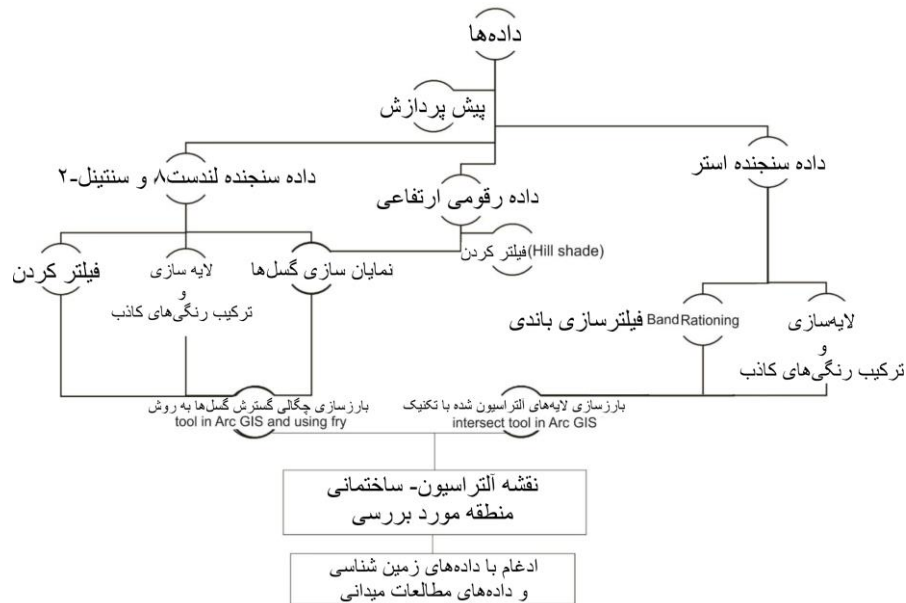 داده‌ها
پیش پردازش
داده سنجنده استر
داده رقومی ارتفاعی
داده سنجنده لندست۸ و سنتینل-۲
فیلتر کردن (Hill shade)
نمایان سازی گسل‌ها
لایه سازی
و
ترکیب رنگی‌های کاذب
فیلتر کردن
لایه‌سازی
و
ترکیب رنگی‌های کاذب
فیلترسازی باندی Band Rationing
بارزسازی لایه‌های آلتراسیون شده با تکنیک
intersect tool in Arc GIS
بارزسازی چگالی گسترش گسل‌ها به روش
tool in Arc GIS and using fry
نقشه آلتراسیون- ساختمانی
منطقه مورد بررسی
ادغام با داده‌های زمین شناسی
و داده‌های مطالعات میدانی